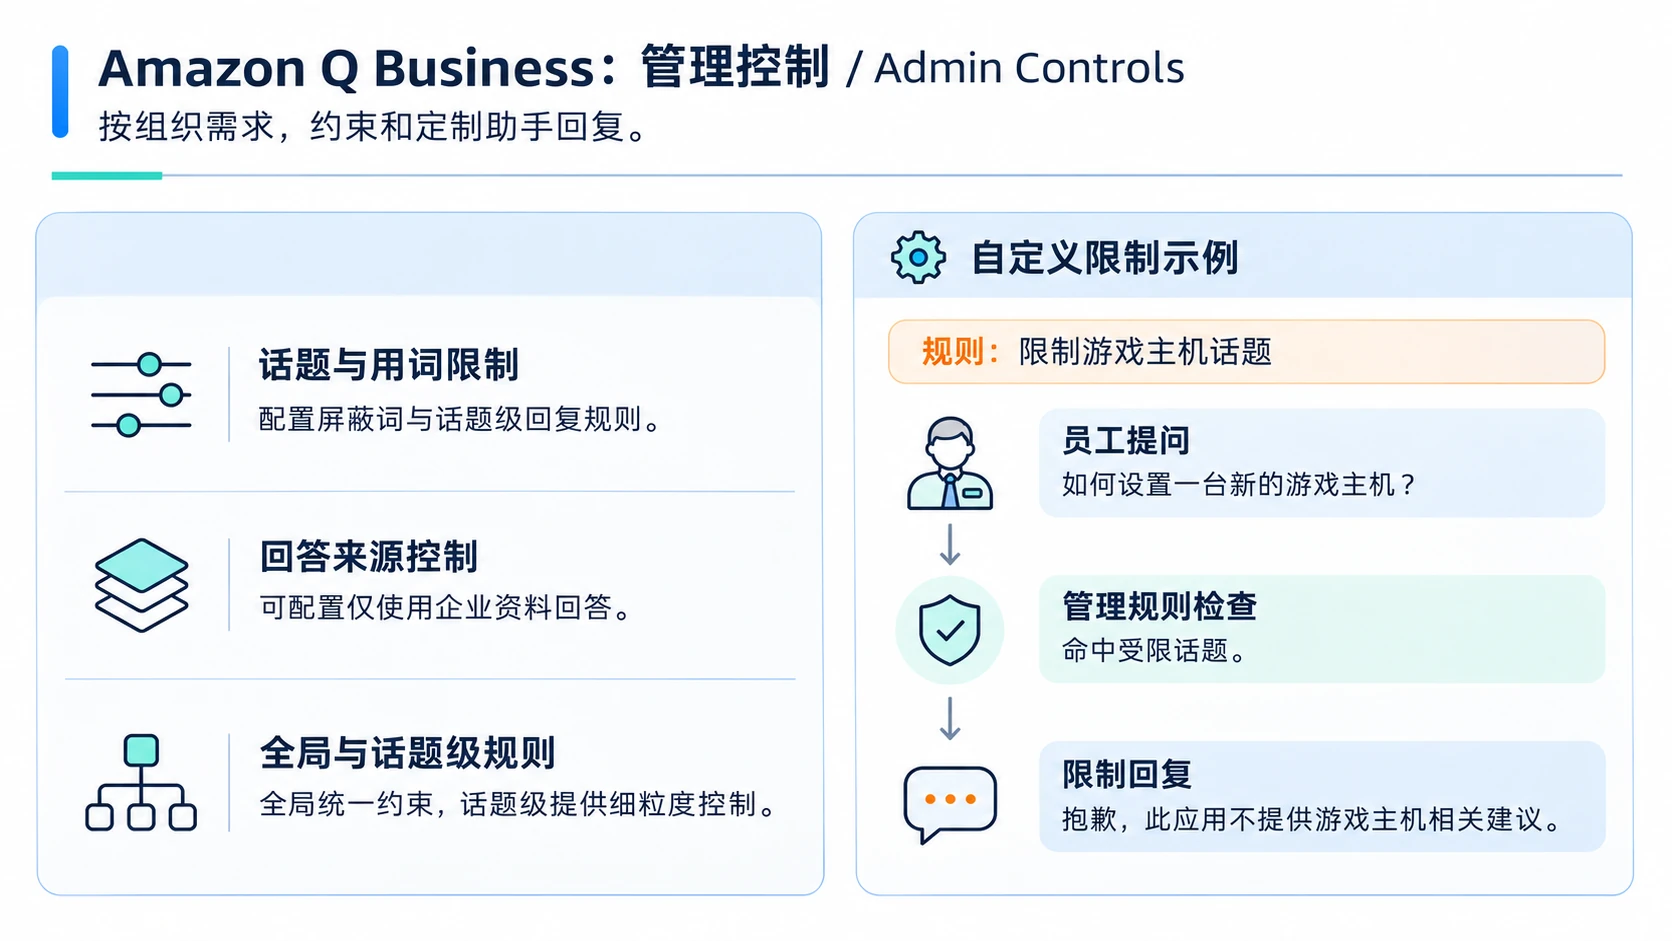 Amazon Q Business：管理控制 / Admin Controls
按组织需求，约束和定制助手回复。
话题与用词限制
配置屏蔽词与话题级回复规则。
回答来源控制
可配置仅使用企业资料回答。
全局与话题级规则
全局统一约束，话题级提供细粒度控制。
自定义限制示例
规则：限制游戏主机话题
员工提问
如何设置一台新的游戏主机？
管理规则检查
命中受限话题。
限制回复
抱歉，此应用不提供游戏主机相关建议。